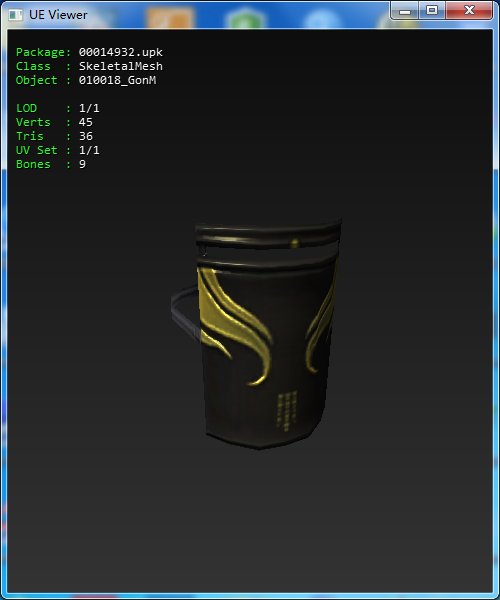 UE Viewer
Package: 00014932.upk
Class : SkeletalMesh
Object : 010018_GonM
LOD : 1/1
Verts : 45
Tris : 36
UV Set : 1/1
Bones : 9